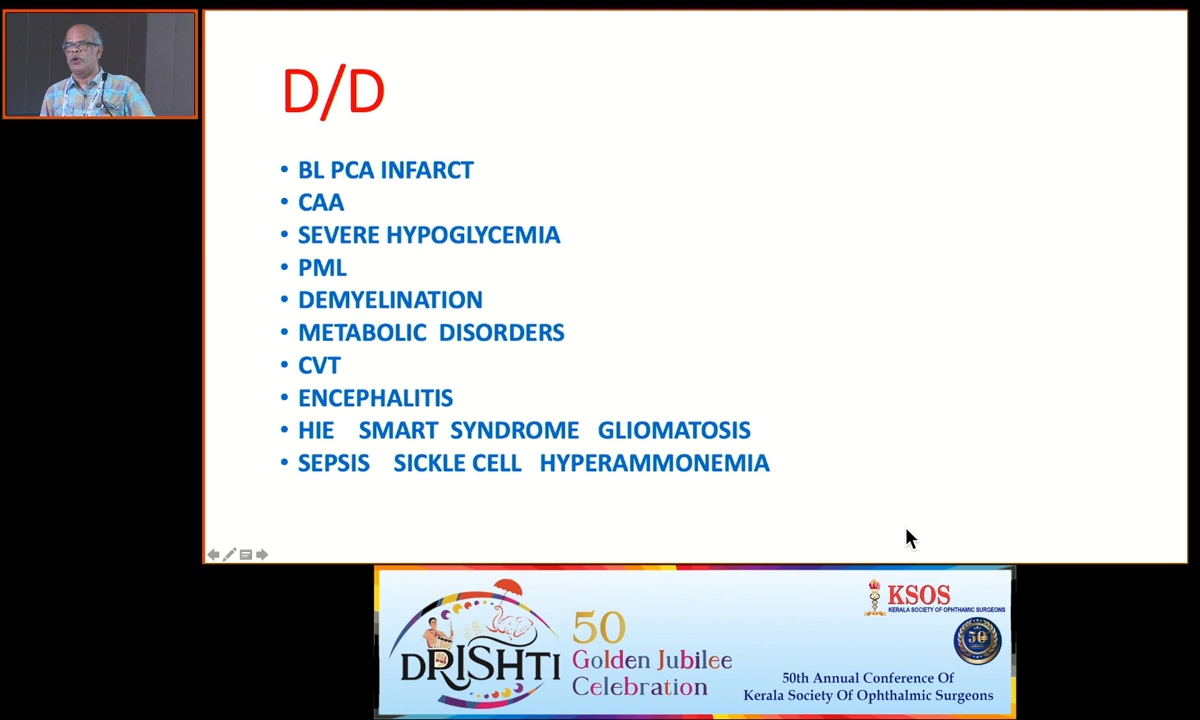 D/D
• BL PCA INFARCT
• CAA
• SEVERE HYPOGLYCEMIA
• PML
• DEMYELINATION
• METABOLIC DISORDERS
• CVT
• ENCEPHALITIS
• HIE SMART SYNDROME GLIOMATOSIS
• SEPSIS SICKLE CELL HYPERAMMONEMIA
DRISHTI
50
Golden Jubilee
Celebration
KSOS
KERALA SOCIETY OF OPHTHAMIC SURGEONS
50
50th Annual Conference Of
Kerala Society Of Ophthalmic Surgeons